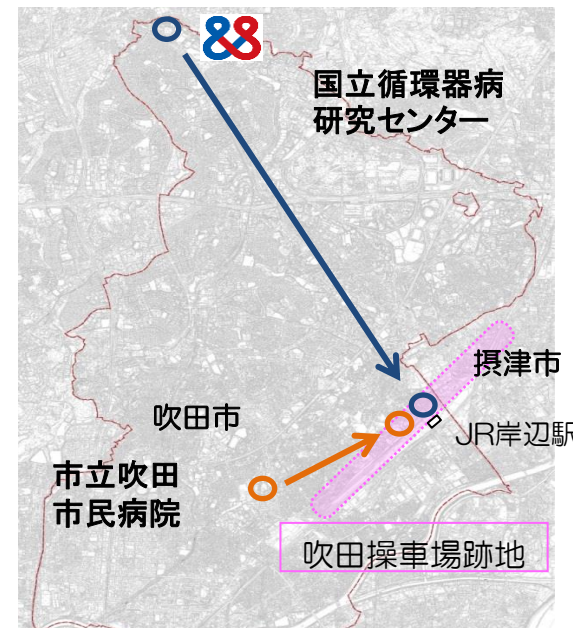 国立循環器病
研究センター
摂津市
吹田市
JR岸辺駅
市立吹田
市民病院
吹田操車場跡地